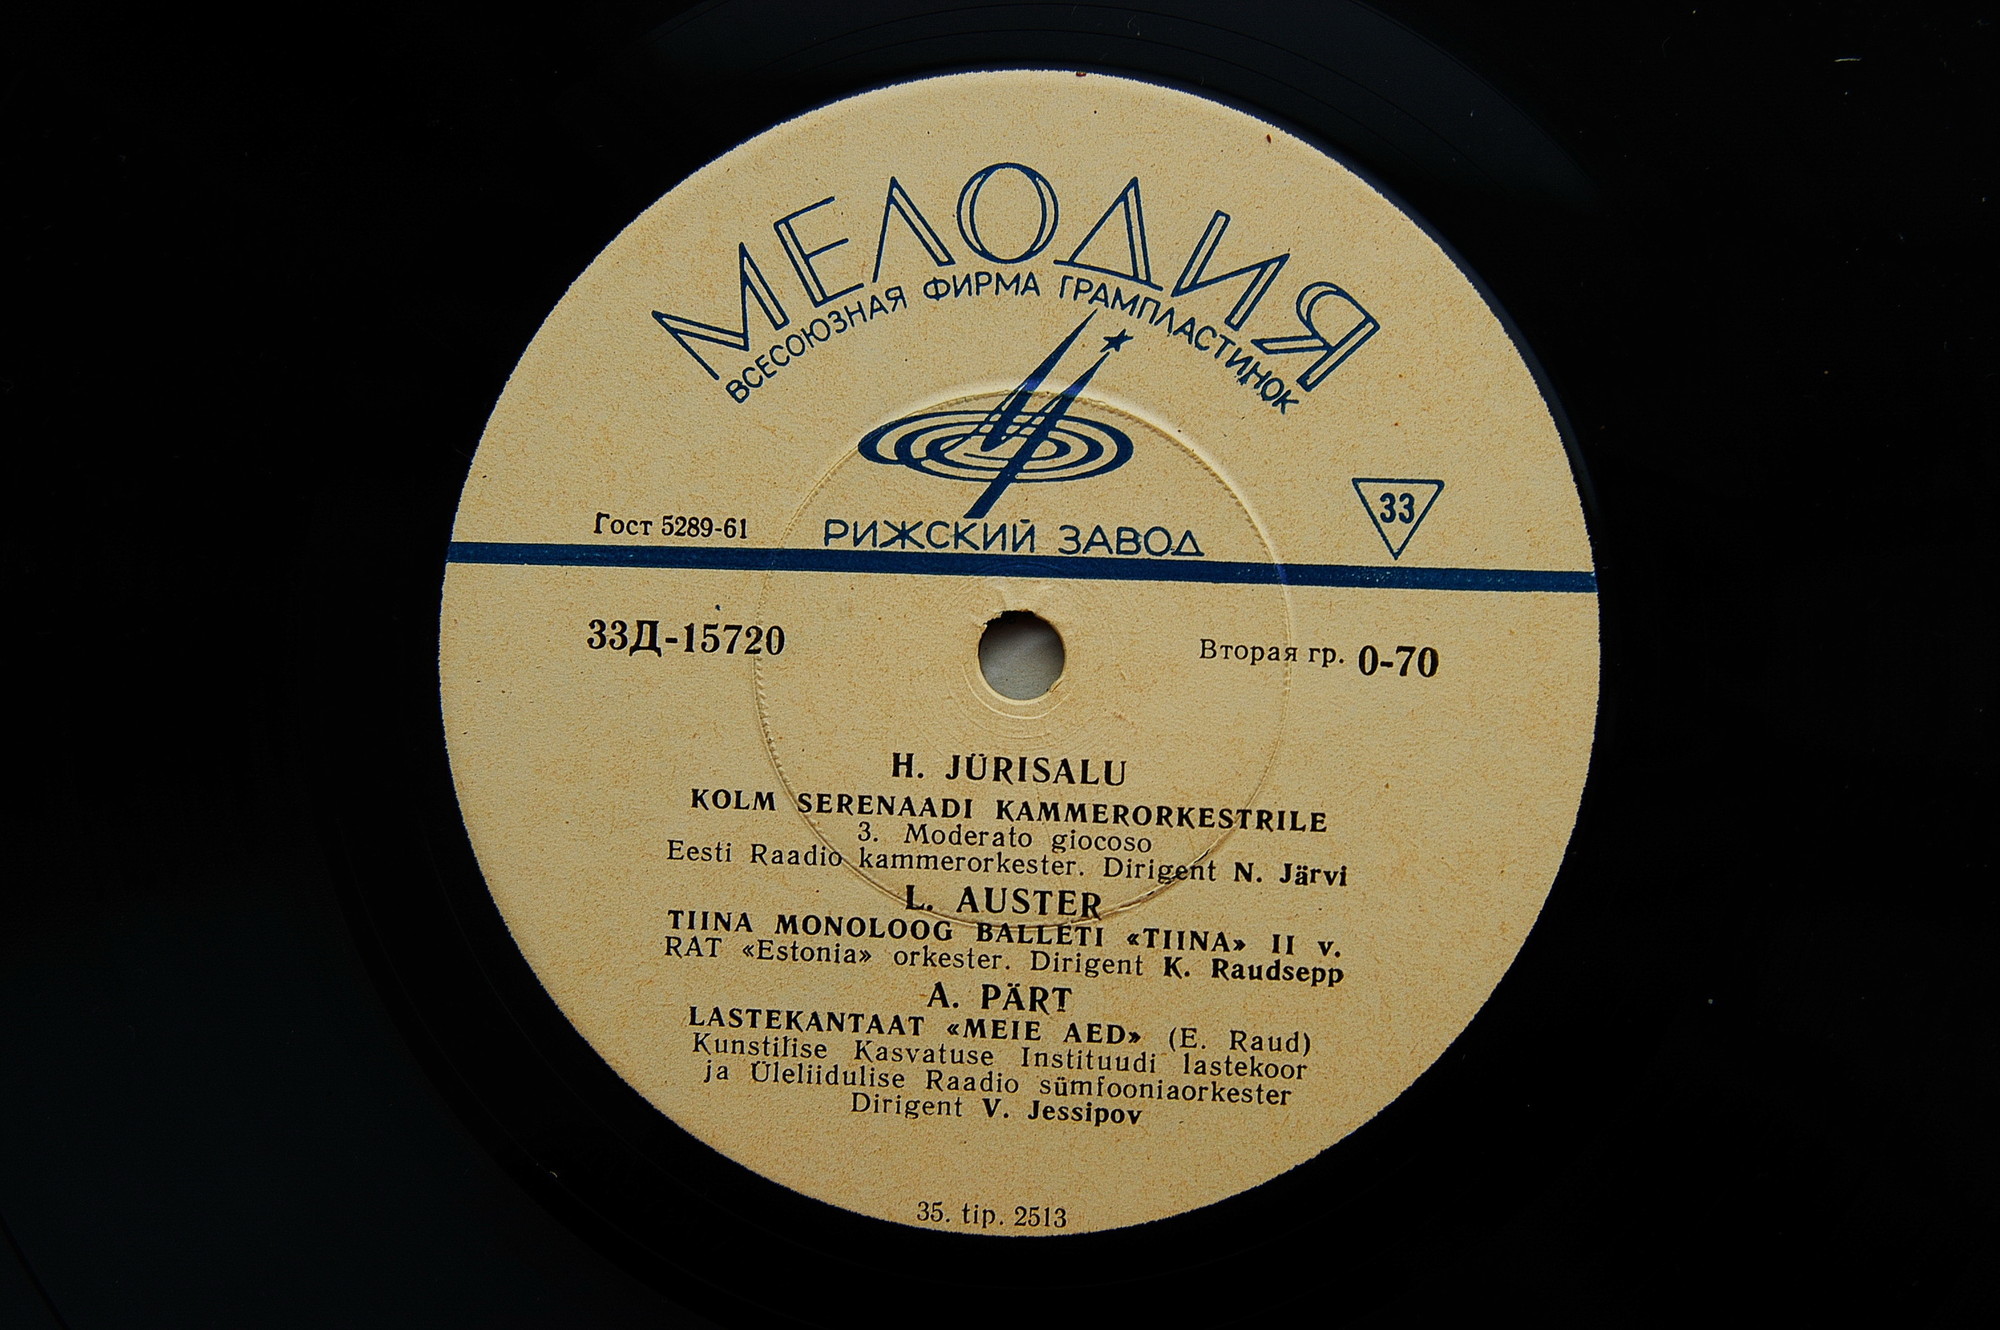 МЕЛОДИЯ
ВСЕСОЮЗНАЯ ФИРМА ГРАМПЛАСТИНОК
33
Гост 5289-61
РИЖСКИЙ ЗАВОД
33Д-15720
Вторая гр. 0-70
H. JÜRISALU
KOLM SERENAADI KAMMERORKESTRILE
3. Moderato giocoso
Eesti Raadio kammerorkester. Dirigent N. Järvi
L. AUSTER
TIINA MONOLOOG BALLETI «TIINA» II v.
RAT «Estonia» orkester. Dirigent K. Raudsepp
A. PÄRT
LASTEKANTAAT «MEIE AED» (E. Raud)
Kunstilise Kasvatuse Instituudi lastekoor
ja Üleliidulise Raadio sümfooniaorkester
Dirigent V. Jessipov
35. tip. 2513